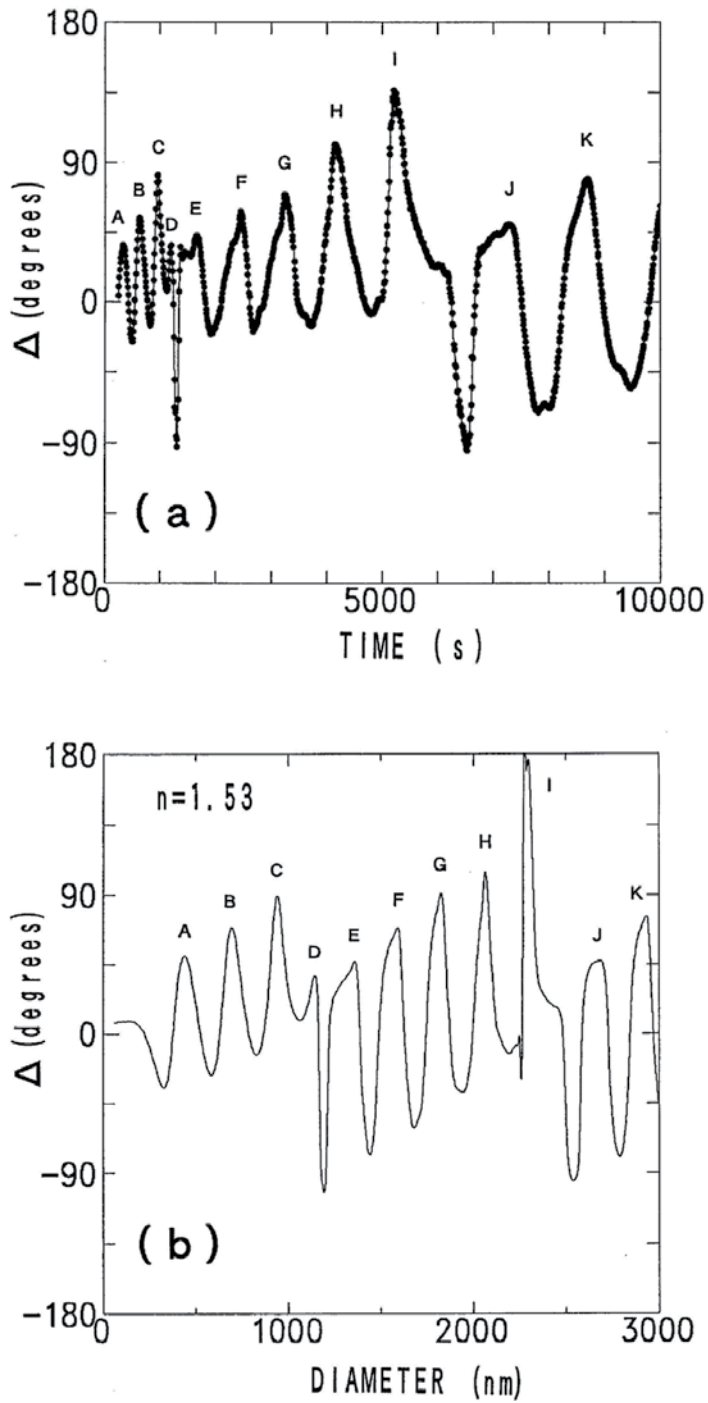 180
I
H
C
K
90
G
F
B
J
A
D
E
0
Δ (degrees)
-90
(a)
-180
0
5000
10000
TIME (s)
180
n=1.53
I
H
C
90
G
K
B
F
A
D
E
J
0
Δ (degrees)
-90
(b)
-180
0
1000
2000
3000
DIAMETER (nm)